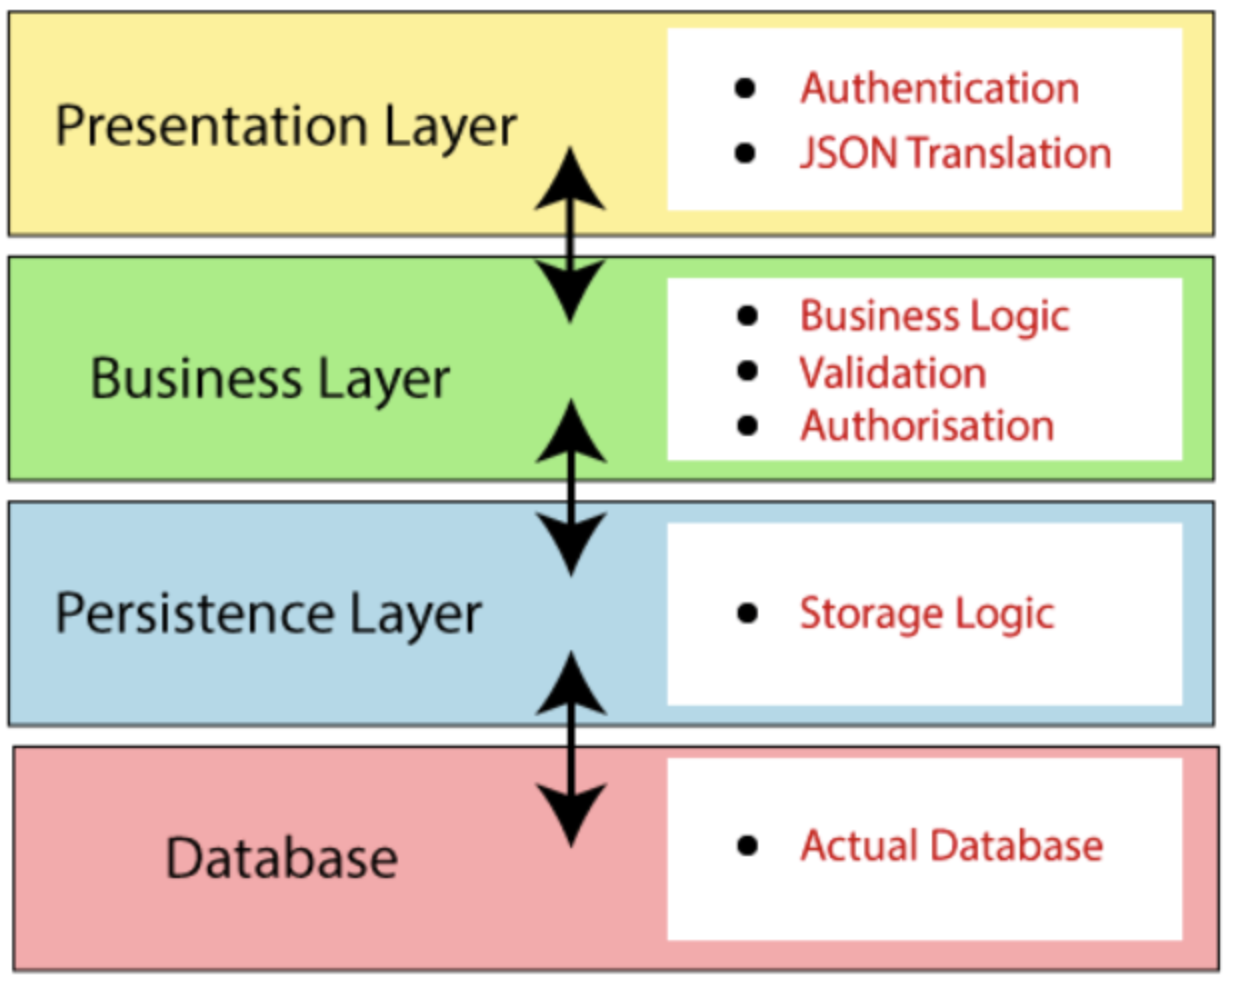 Presentation Layer
• Authentication
• JSON Translation
Business Layer
• Business Logic
• Validation
• Authorisation
Persistence Layer
• Storage Logic
Database
• Actual Database